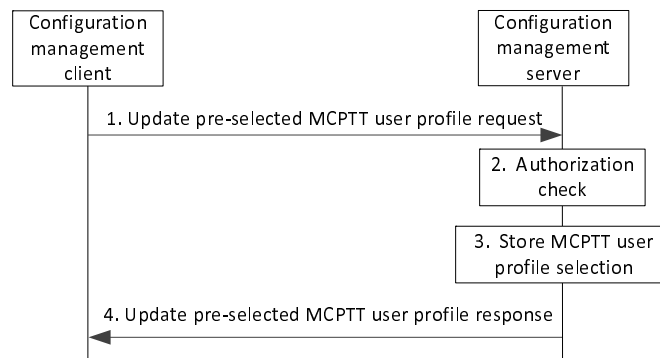 Configuration
management
client
Configuration
management
server
1. Update pre-selected MCPTT user profile request
2. Authorization
check
3. Store MCPTT user
profile selection
4. Update pre-selected MCPTT user profile response